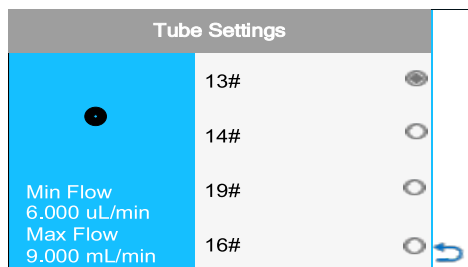 Tube Settings
13#
14#
19#
16#
Min Flow
6.000 uL/min
Max Flow
9.000 mL/min